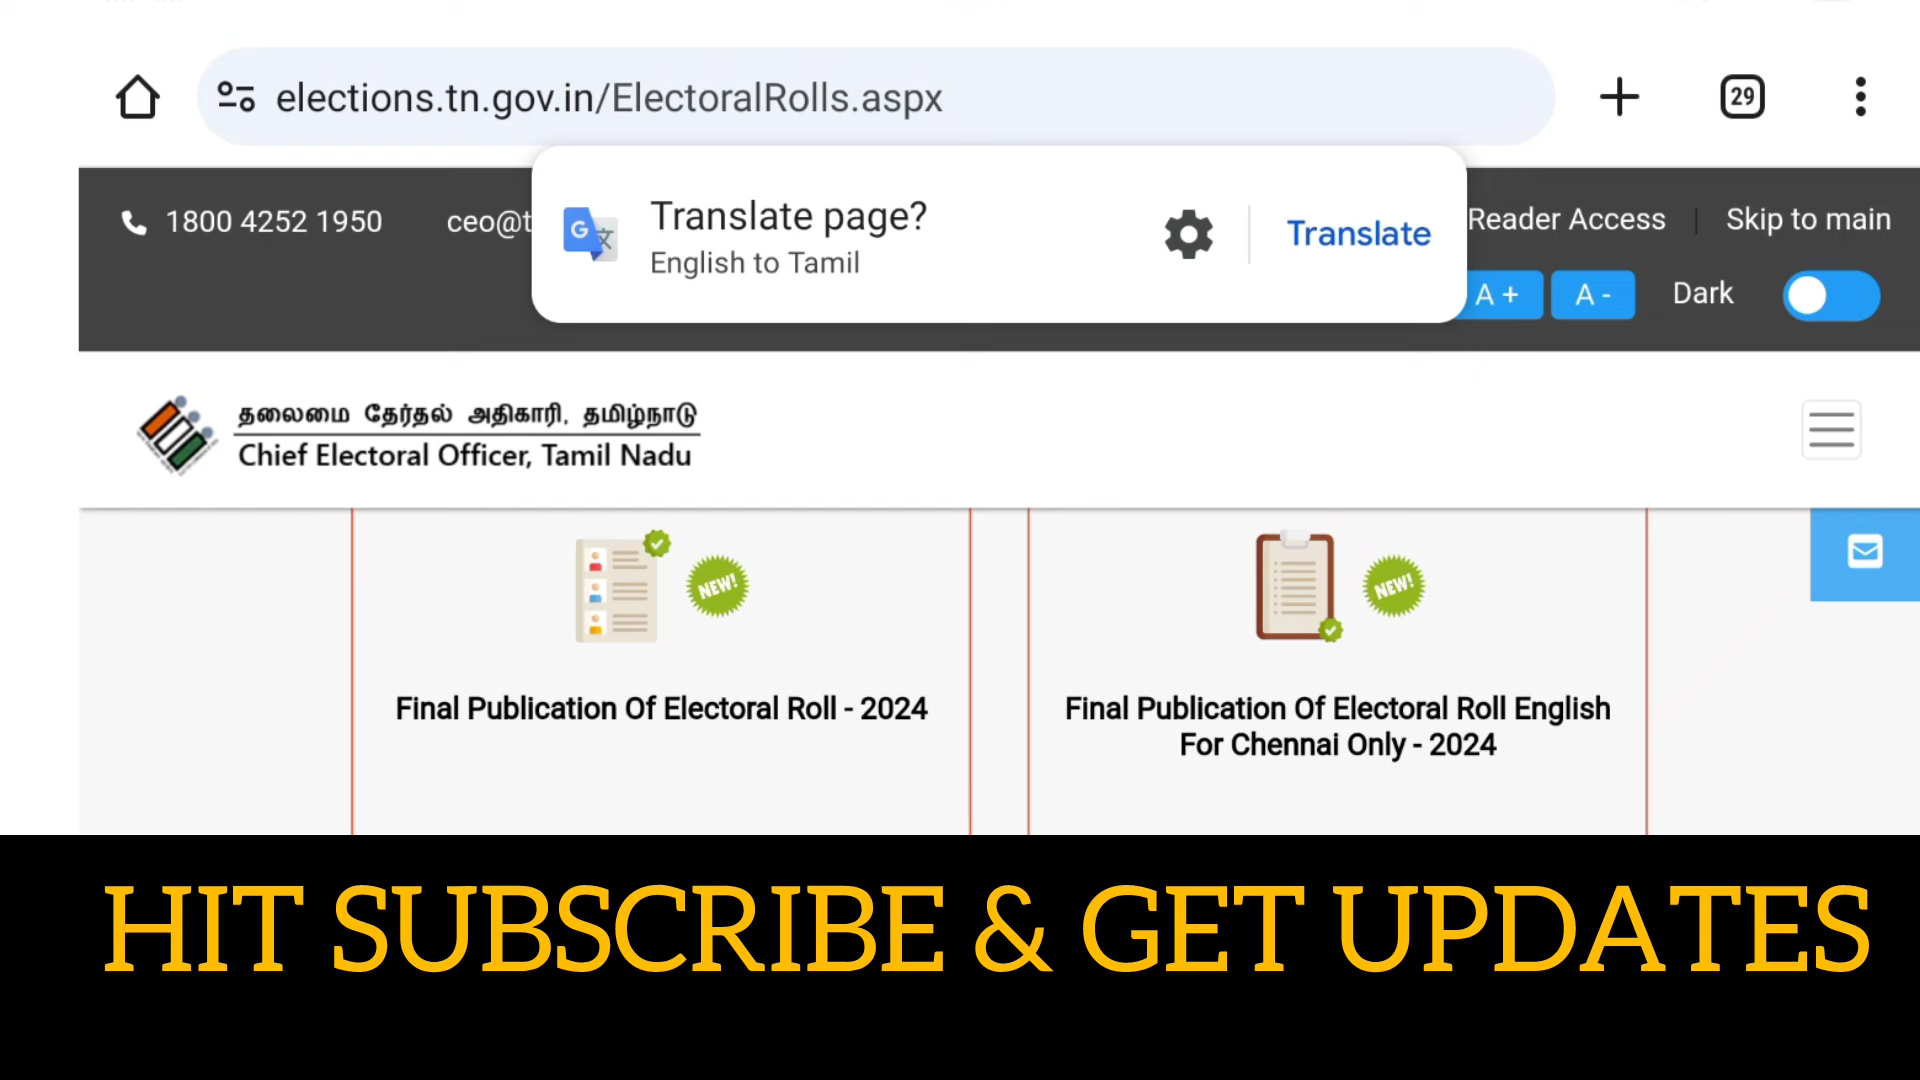 elections.tn.gov.in/ElectoralRolls.aspx
29
1800 4252 1950
ceo@t
Translate page?
English to Tamil
Translate
Reader Access
Skip to main
A +
A -
Dark
தலைமை தேர்தல் அதிகாரி, தமிழ்நாடு
Chief Electoral Officer, Tamil Nadu
NEW!
NEW!
Final Publication Of Electoral Roll - 2024
Final Publication Of Electoral Roll English
For Chennai Only - 2024
HIT SUBSCRIBE & GET UPDATES